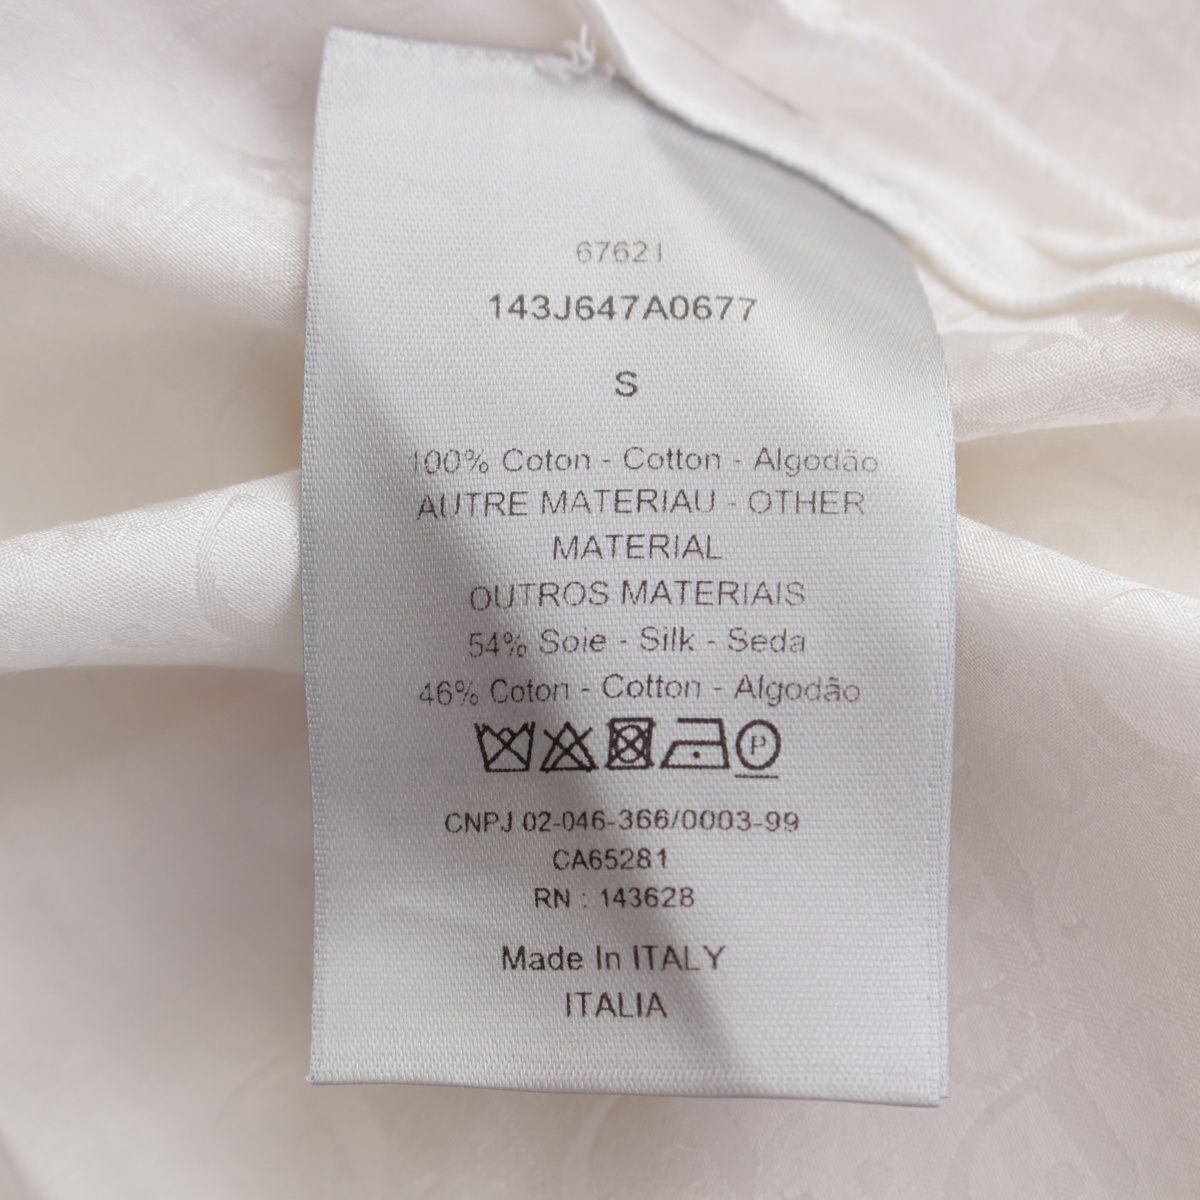 67621
143J647A0677
S
100% Coton - Cotton - Algodão
AUTRE MATERIAU - OTHER
MATERIAL
OUTROS MATERIAIS
54% Soie - Silk - Seda
46% Coton - Cotton - Algodão
P
CNPJ 02-046-366/0003-99
CA65281
RN : 143628
Made In ITALY
ITALIA